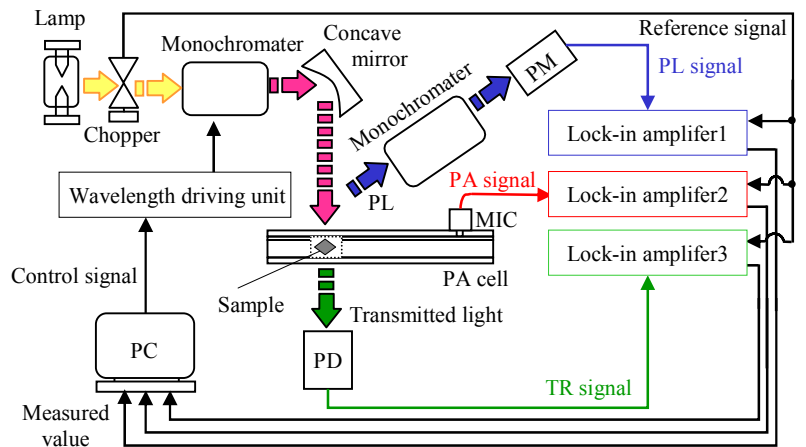 Lamp
Chopper
Monochromater
Concave
mirror
Monochromater
PM
Reference signal
PL signal
Lock-in amplifer1
PA signal
Lock-in amplifer2
Lock-in amplifer3
Wavelength driving unit
PL
MIC
PA cell
Control signal
Sample
Transmitted light
PC
PD
TR signal
Measured
value